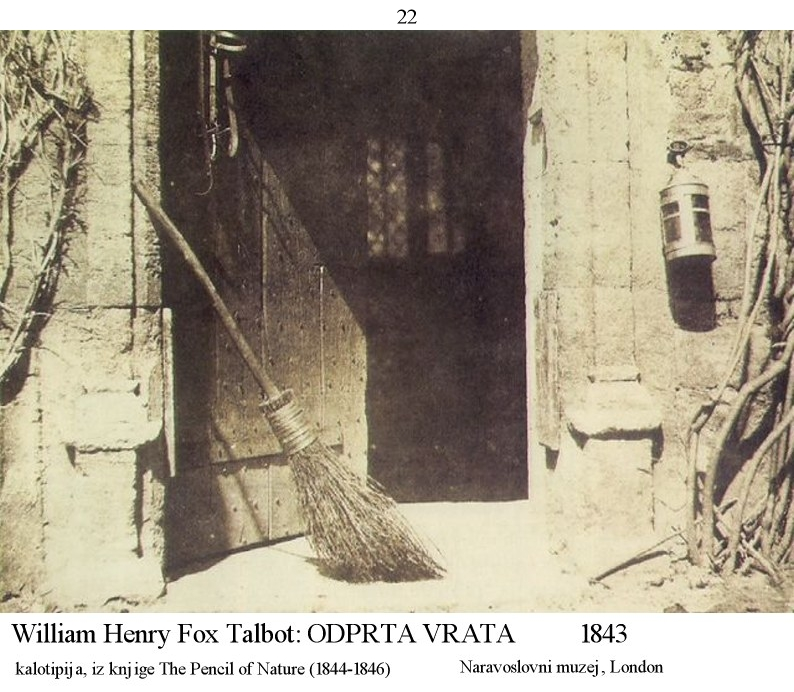 22
William Henry Fox Talbot: ODPRTA VRATA 1843
kalotipija, iz knjige The Pencil of Nature (1844-1846) Naravoslovni muzej, London